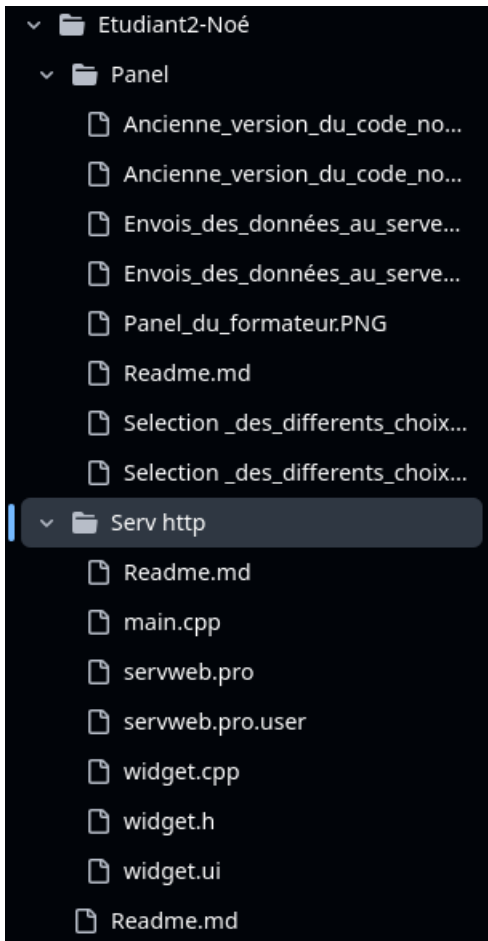 Etudiant2-Noé
Panel
Ancienne_version_du_code_no...
Ancienne_version_du_code_no...
Envois_des_données_au_serve...
Envois_des_données_au_serve...
Panel_du_formateur.PNG
Readme.md
Selection _des_differents_choix...
Selection _des_differents_choix...
Serv http
Readme.md
main.cpp
servweb.pro
servweb.pro.user
widget.cpp
widget.h
widget.ui
Readme.md